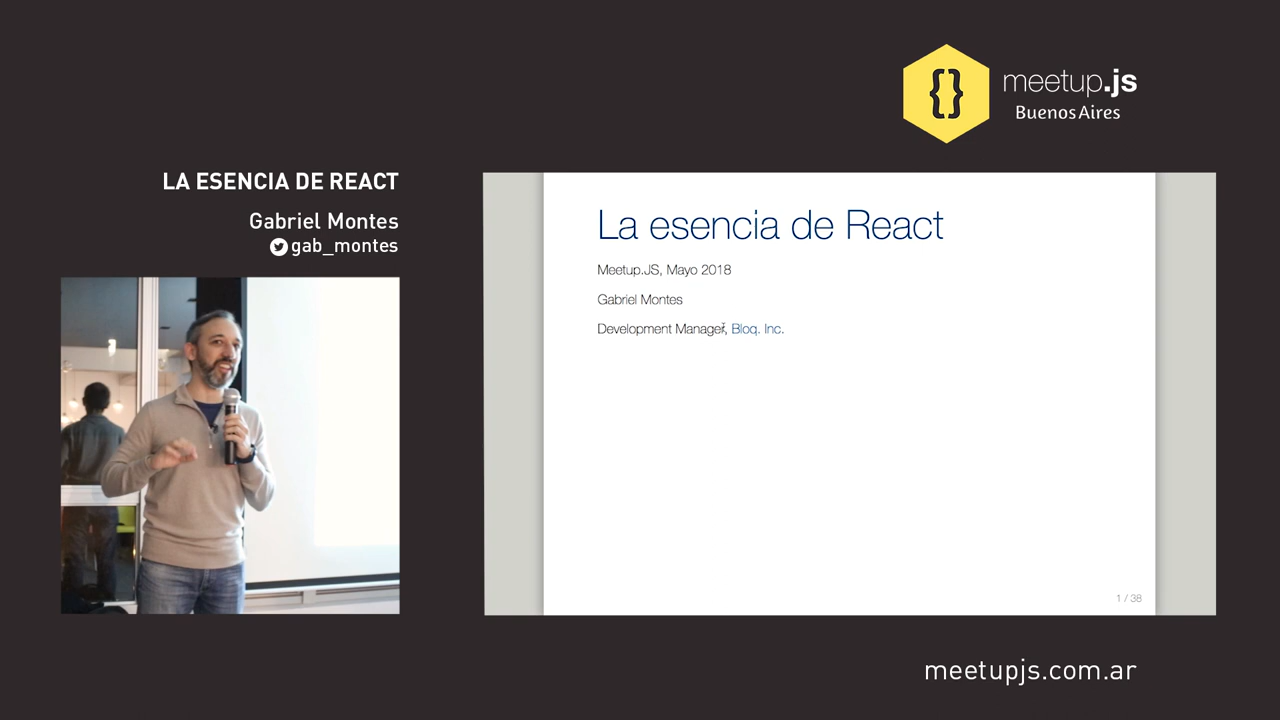 {}
meetup.js
Buenos Aires
LA ESENCIA DE REACT
Gabriel Montes
gab_montes
La esencia de React
Meetup.JS, Mayo 2018
Gabriel Montes
Development Manager, Bloq. Inc.
1 / 38
meetupjs.com.ar